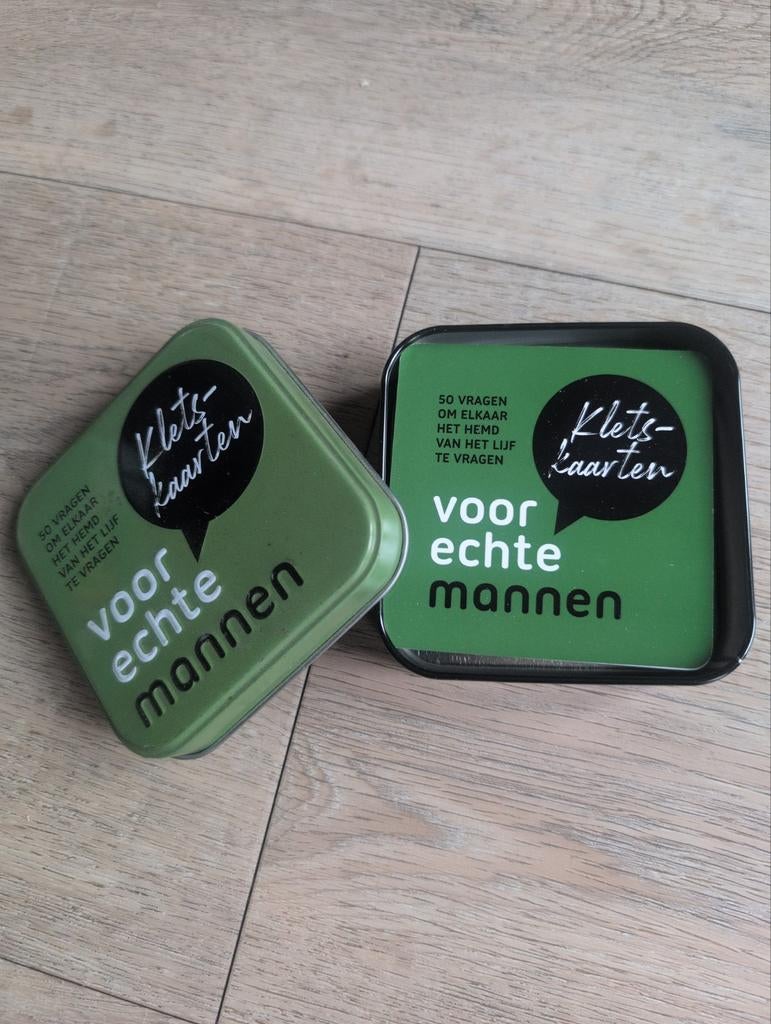 Klets-
kaarten
50 VRAGEN
OM ELKAAR
HET HEMD
VAN HET LIJF
TE VRAGEN
voor
echte
mannen
50 VRAGEN
OM ELKAAR
HET HEMD
VAN HET LIJF
TE VRAGEN
Klets-
kaarten
voor
echte
mannen